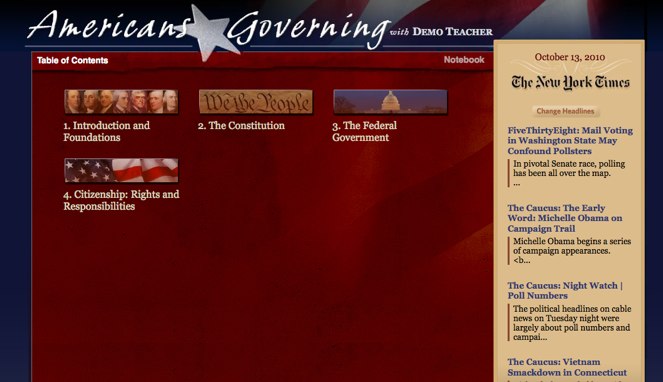 Americans Governing with DEMO TEACHER
Table of Contents
Notebook
We the People
1. Introduction and
Foundations
2. The Constitution
3. The Federal
Government
4. Citizenship: Rights and
Responsibilities
October 13, 2010
The New York Times
Change Headlines
FiveThirtyEight: Mail Voting
in Washington State May
Confound Pollsters
In pivotal Senate race, polling
has been all over the map.
...
The Caucus: The Early
Word: Michelle Obama on
Campaign Trail
Michelle Obama begins a series
of campaign appearances.
<b...
The Caucus: Night Watch |
Poll Numbers
The political headlines on cable
news on Tuesday night were
largely about poll numbers and
campai...
The Caucus: Vietnam
Smackdown in Connecticut